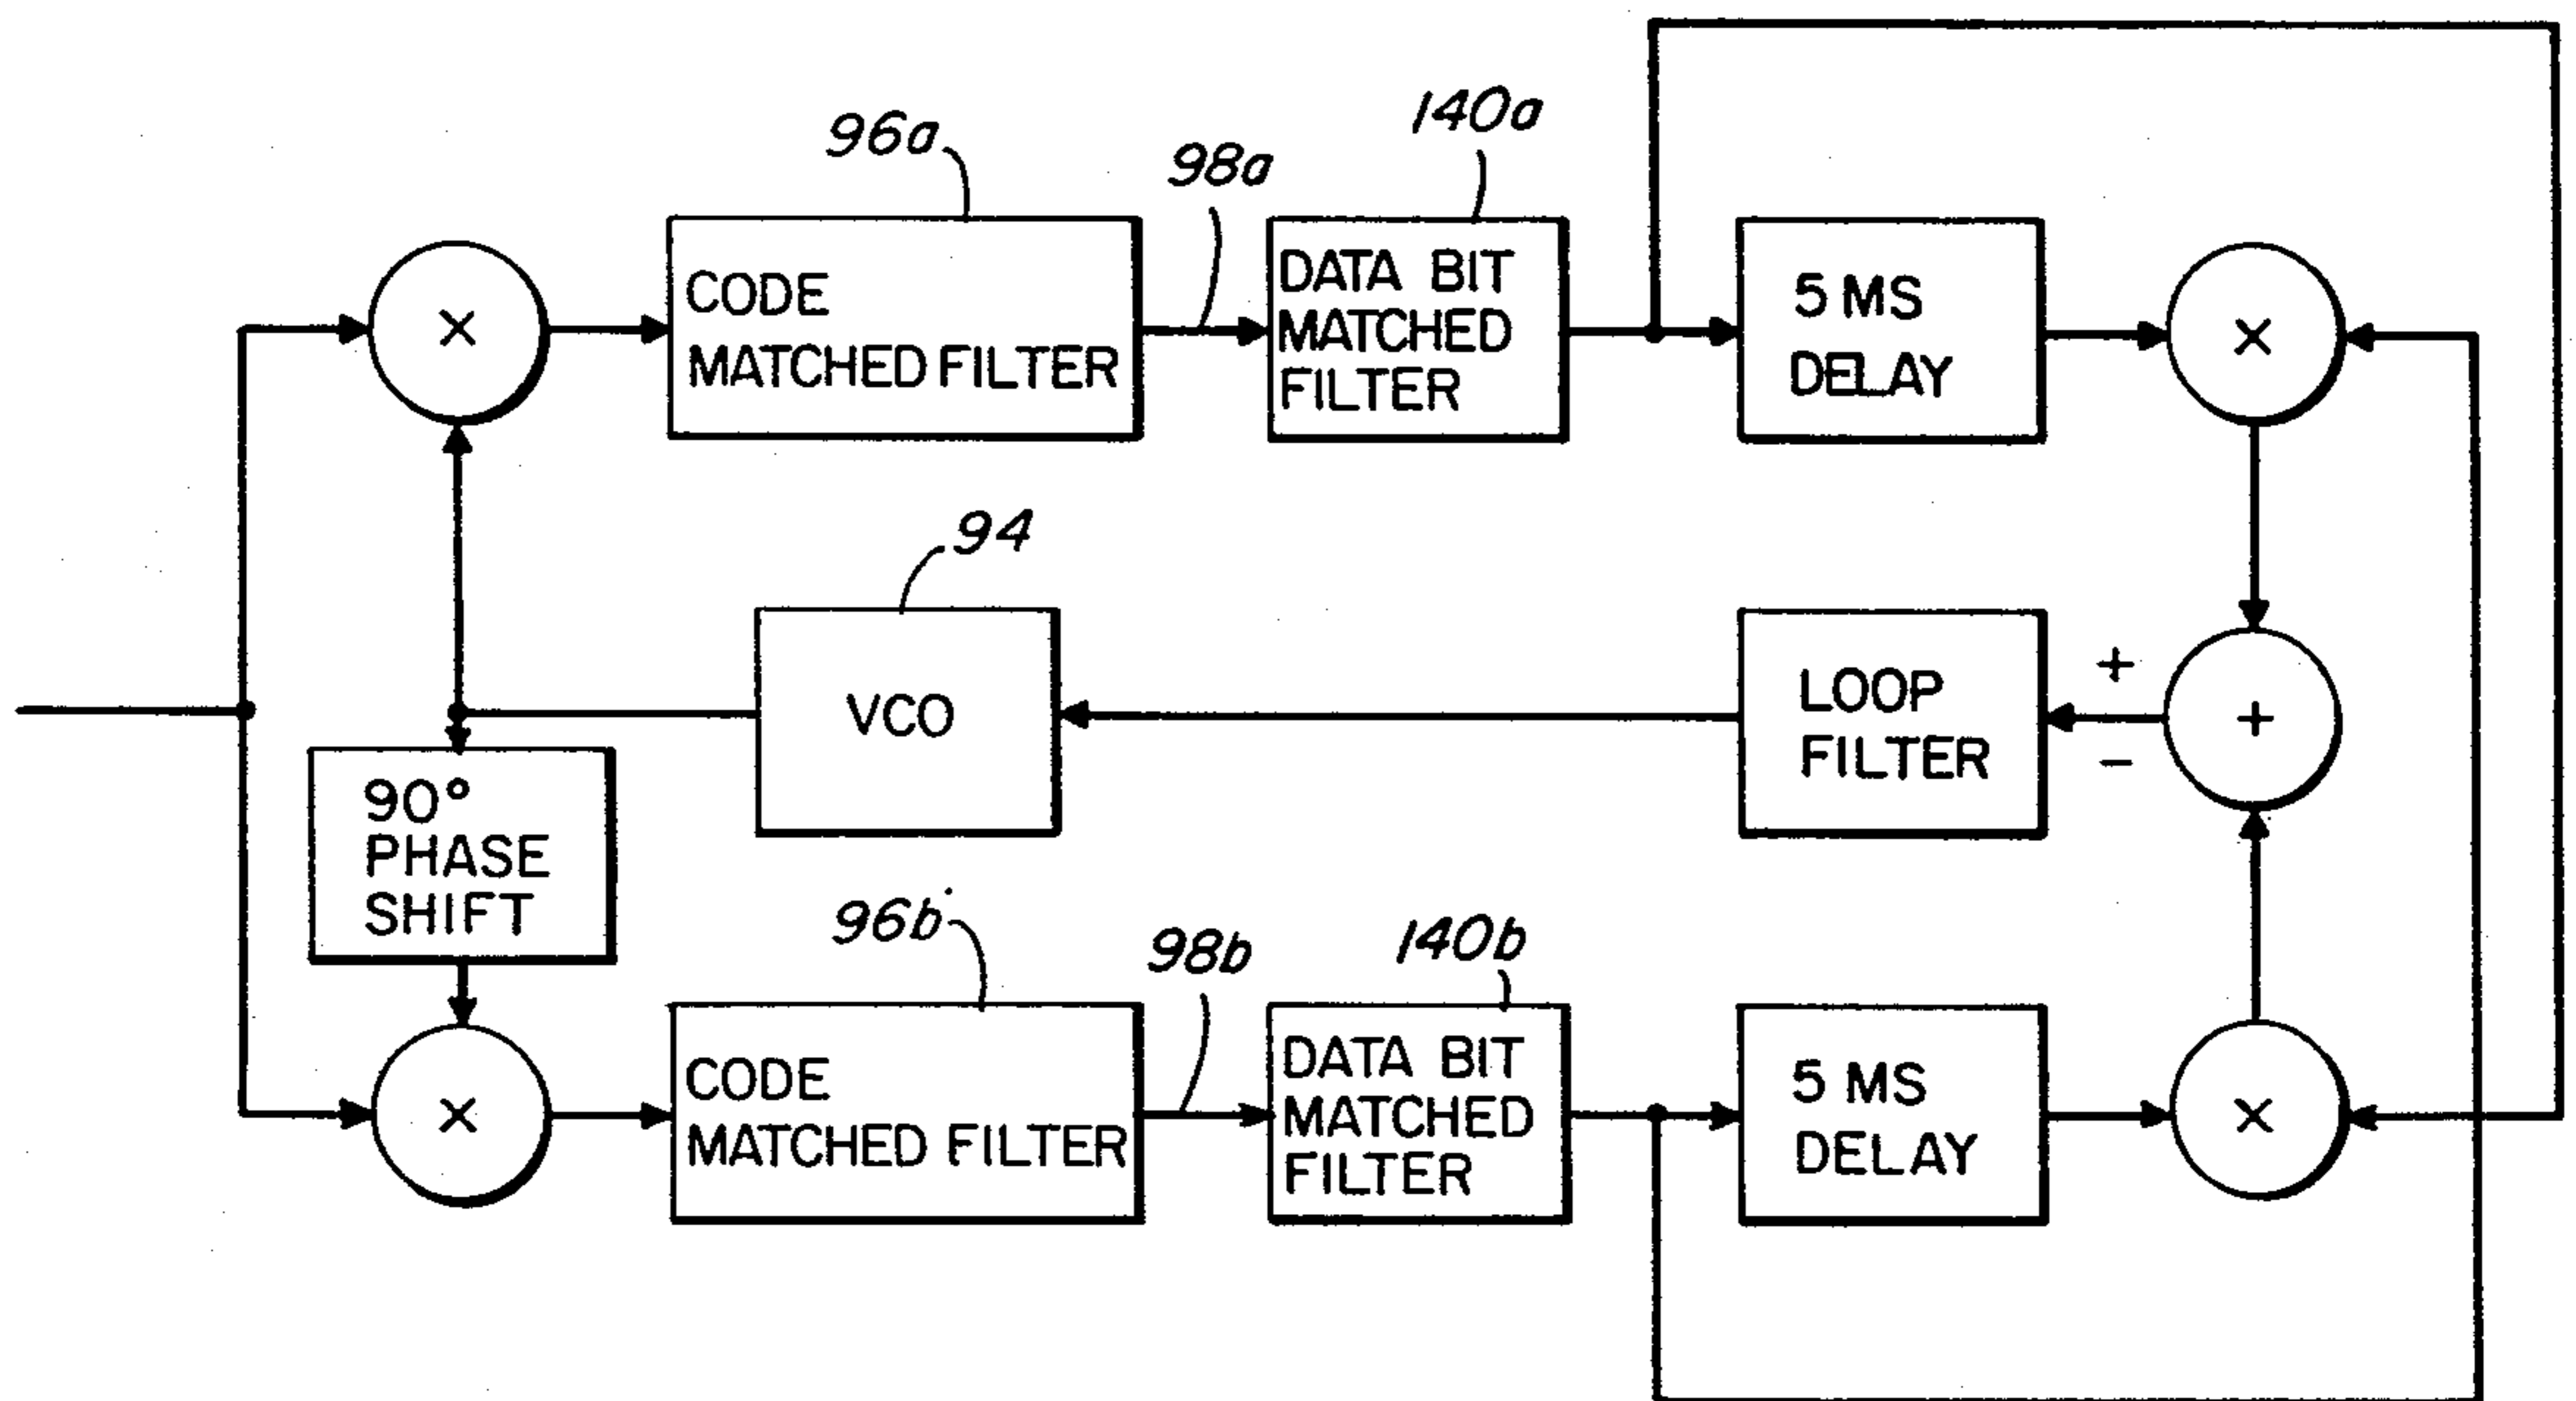 140a
96a
98a
×
CODE
MATCHED FILTER
DATA BIT
MATCHED
FILTER
5 MS
DELAY
×
94
VCO
LOOP
FILTER
+
−
+
90°
PHASE
SHIFT
96b
98b
140b
×
CODE
MATCHED FILTER
DATA BIT
MATCHED
FILTER
5 MS
DELAY
×